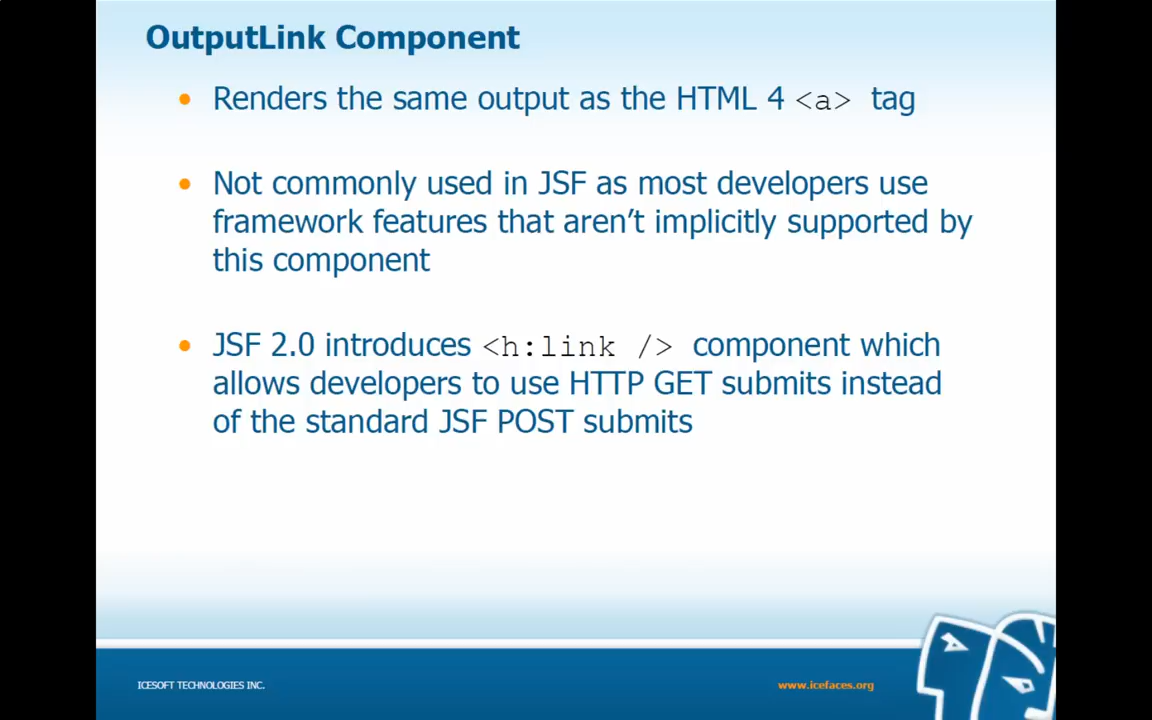 OutputLink Component
Renders the same output as the HTML 4 <a> tag
Not commonly used in JSF as most developers use
framework features that aren’t implicitly supported by
this component
JSF 2.0 introduces <h:link /> component which
allows developers to use HTTP GET submits instead
of the standard JSF POST submits
ICESOFT TECHNOLOGIES INC.
www.icefaces.org